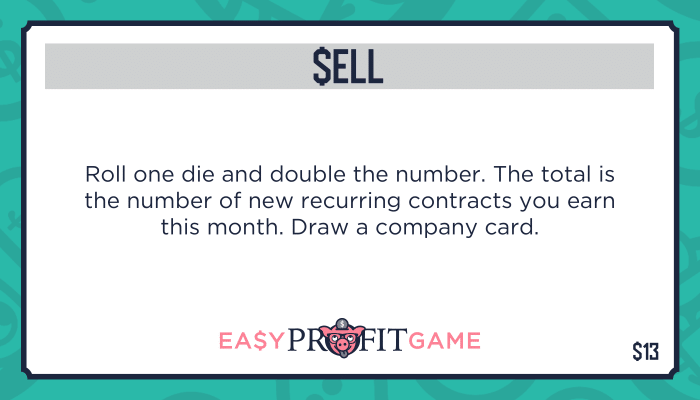 $ELL
Roll one die and double the number. The total is
the number of new recurring contracts you earn
this month. Draw a company card.
EA$Y PROFIT GAME
$13